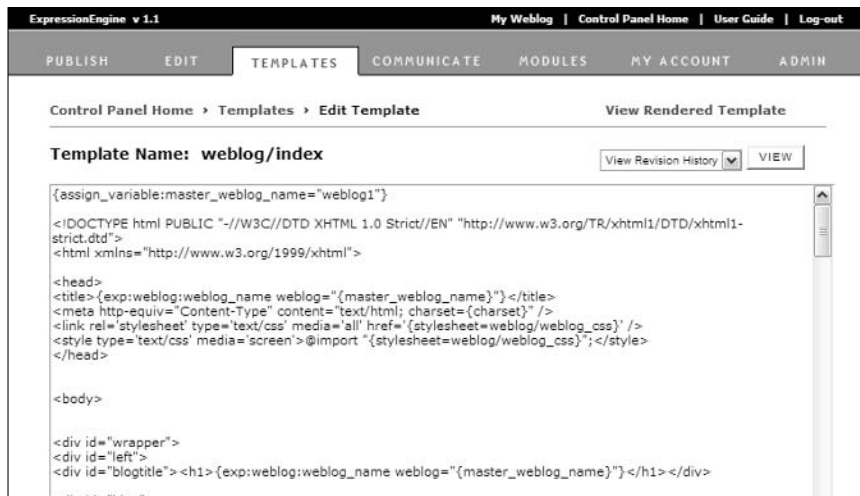 ExpressionEngine v 1.1 My Weblog | Control Panel Home | User Guide | Log-out
PUBLISH EDIT TEMPLATES COMMUNICATE MODULES MY ACCOUNT ADMIN
Control Panel Home › Templates › Edit Template View Rendered Template
Template Name: weblog/index View Revision History VIEW
{assign_variable:master_weblog_name="weblog1"}
<!DOCTYPE html PUBLIC "-//W3C//DTD XHTML 1.0 Strict//EN" "http://www.w3.org/TR/xhtml1/DTD/xhtml1-
strict.dtd">
<html xmlns="http://www.w3.org/1999/xhtml">
<head>
<title>{exp:weblog:weblog_name weblog="{master_weblog_name}"}</title>
<meta http-equiv="Content-Type" content="text/html; charset={charset}" />
<link rel='stylesheet' type='text/css' media='all' href='{stylesheet=weblog/weblog_css}' />
<style type='text/css' media='screen'>@import "{stylesheet=weblog/weblog_css}";</style>
</head>
<body>
<div id="wrapper">
<div id="left">
<div id="blogtitle"><h1>{exp:weblog:weblog_name weblog="{master_weblog_name}"}</h1></div>